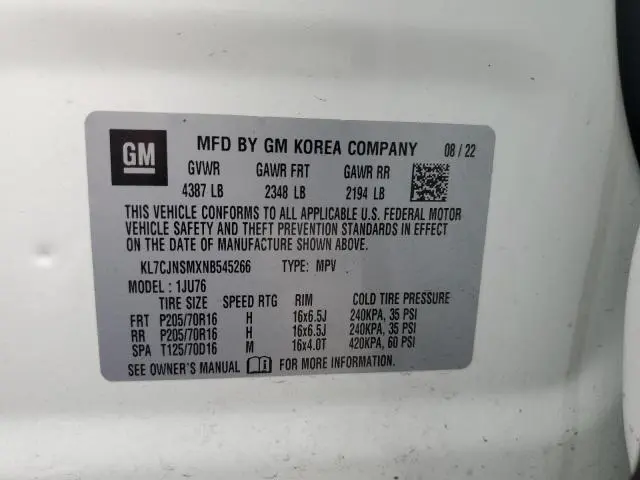 GM MFD BY GM KOREA COMPANY 08/22
GVWR GAWR FRT GAWR RR
4387 LB 2348 LB 2194 LB
THIS VEHICLE CONFORMS TO ALL APPLICABLE U.S. FEDERAL MOTOR
VEHICLE SAFETY AND THEFT PREVENTION STANDARDS IN EFFECT
ON THE DATE OF MANUFACTURE SHOWN ABOVE.
KL7CJNSMXNB545266 TYPE: MPV
MODEL: 1JU76
TIRE SIZE SPEED RTG RIM COLD TIRE PRESSURE
FRT P205/70R16 H 16x6.5J 240KPA, 35 PSI
RR P205/70R16 H 16x6.5J 240KPA, 35 PSI
SPA T125/70D16 M 16x4.0T 420KPA, 60 PSI
SEE OWNER'S MANUAL FOR MORE INFORMATION.